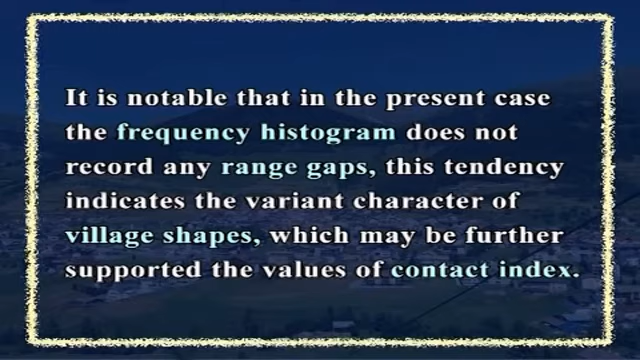 It is notable that in the present case
the frequency histogram does not
record any range gaps, this tendency
indicates the variant character of
village shapes, which may be further
supported the values of contact index.